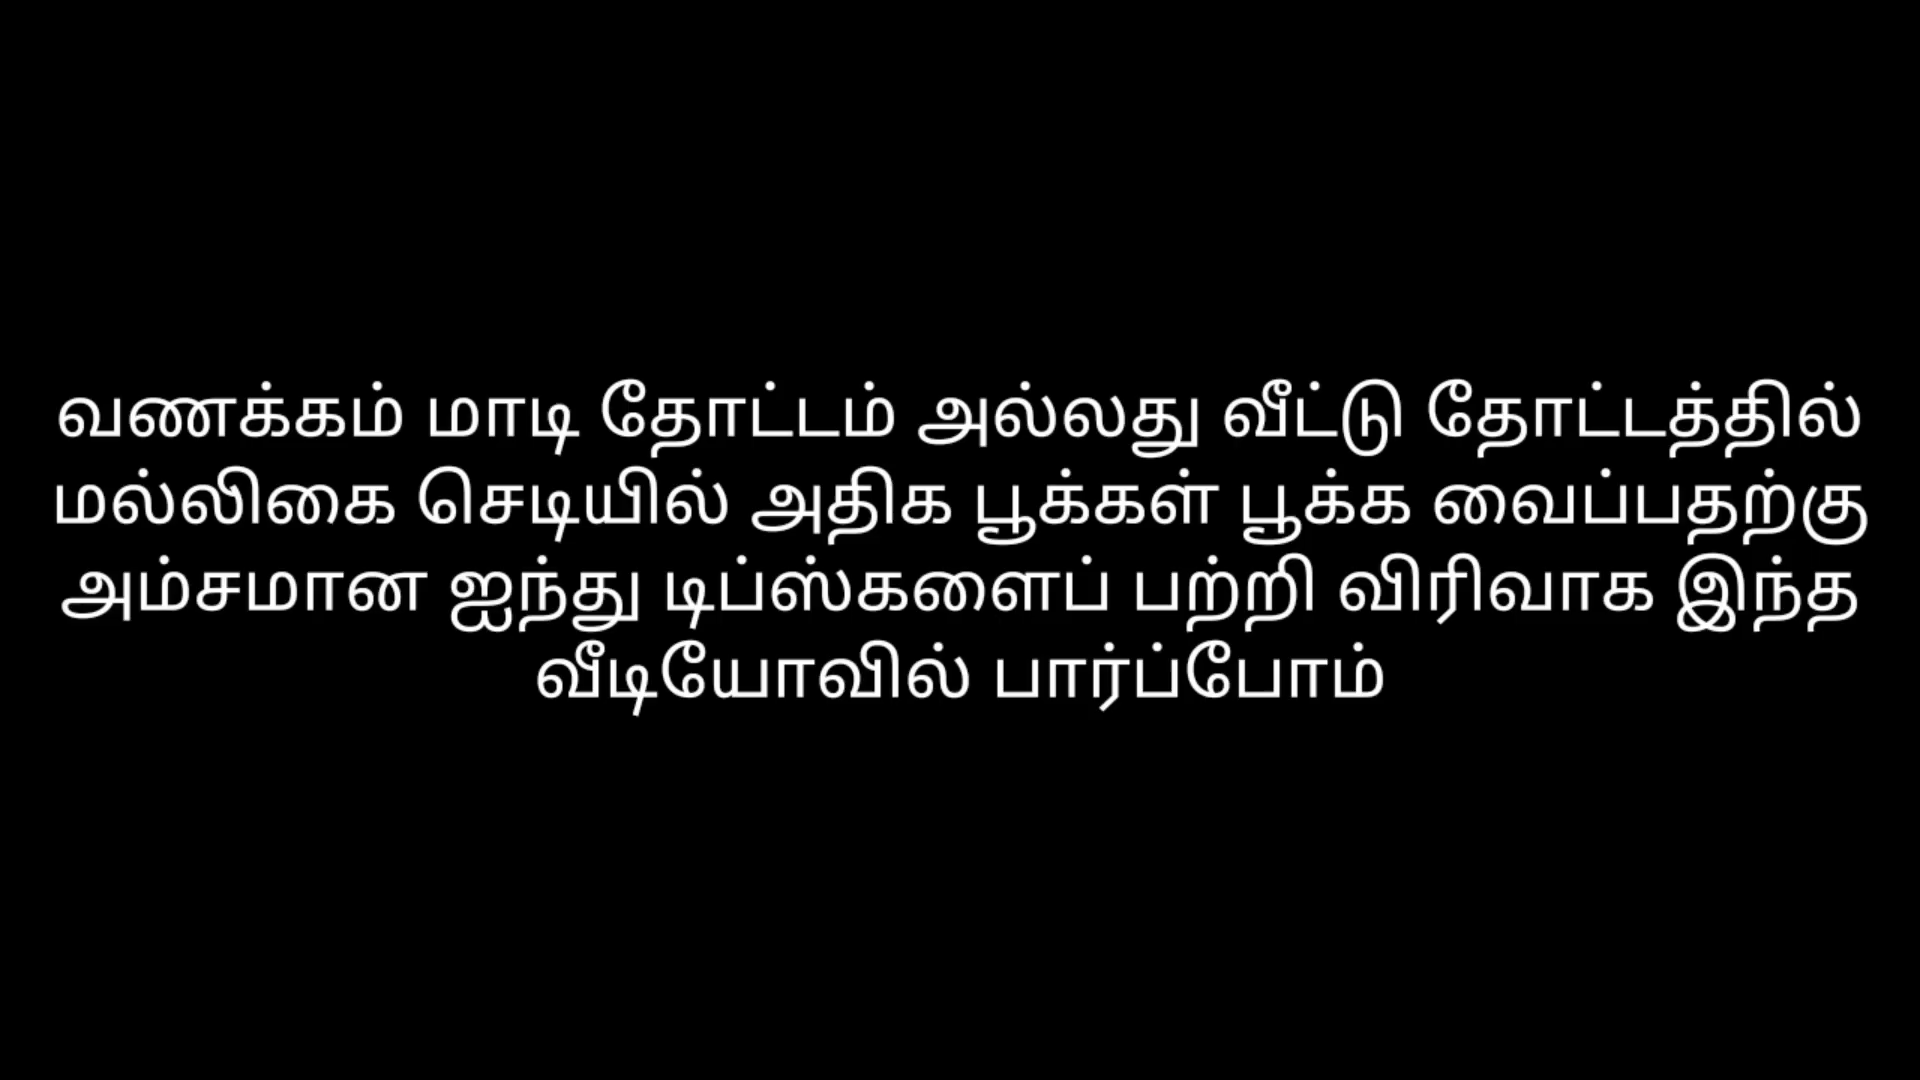 வணக்கம் மாடி தோட்டம் அல்லது வீட்டு தோட்டத்தில்
மல்லிகை செடியில் அதிக பூக்கள் பூக்க வைப்பதற்கு
அம்சமான ஐந்து டிப்ஸ்களைப் பற்றி விரிவாக இந்த
வீடியோவில் பார்ப்போம்